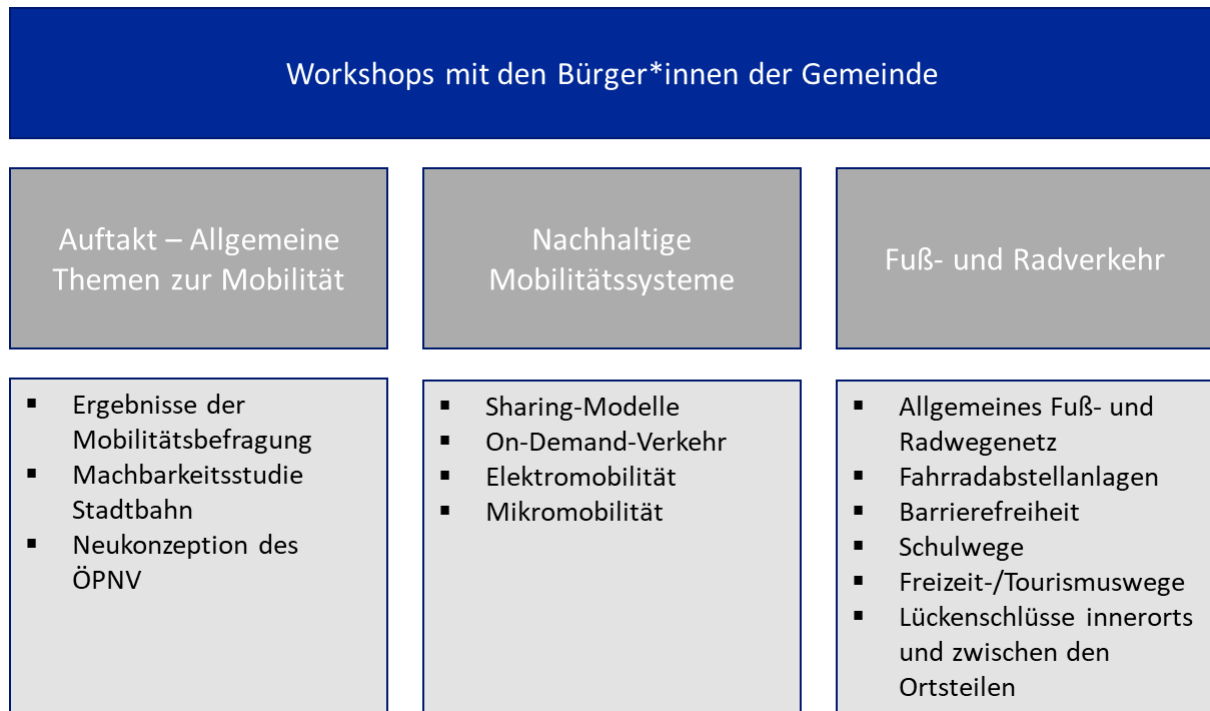 Workshops mit den Bürger*innen der Gemeinde
Auftakt – Allgemeine
Themen zur Mobilität
▪ Ergebnisse der
Mobilitätsbefragung
▪ Machbarkeitsstudie
Stadtbahn
▪ Neukonzeption des
ÖPNV
Nachhaltige
Mobilitätssysteme
▪ Sharing-Modelle
▪ On-Demand-Verkehr
▪ Elektromobilität
▪ Mikromobilität
Fuß- und Radverkehr
▪ Allgemeines Fuß- und
Radwegenetz
▪ Fahrradabstellanlagen
▪ Barrierefreiheit
▪ Schulwege
▪ Freizeit-/Tourismuswege
▪ Lückenschlüsse innerorts
und zwischen den
Ortsteilen